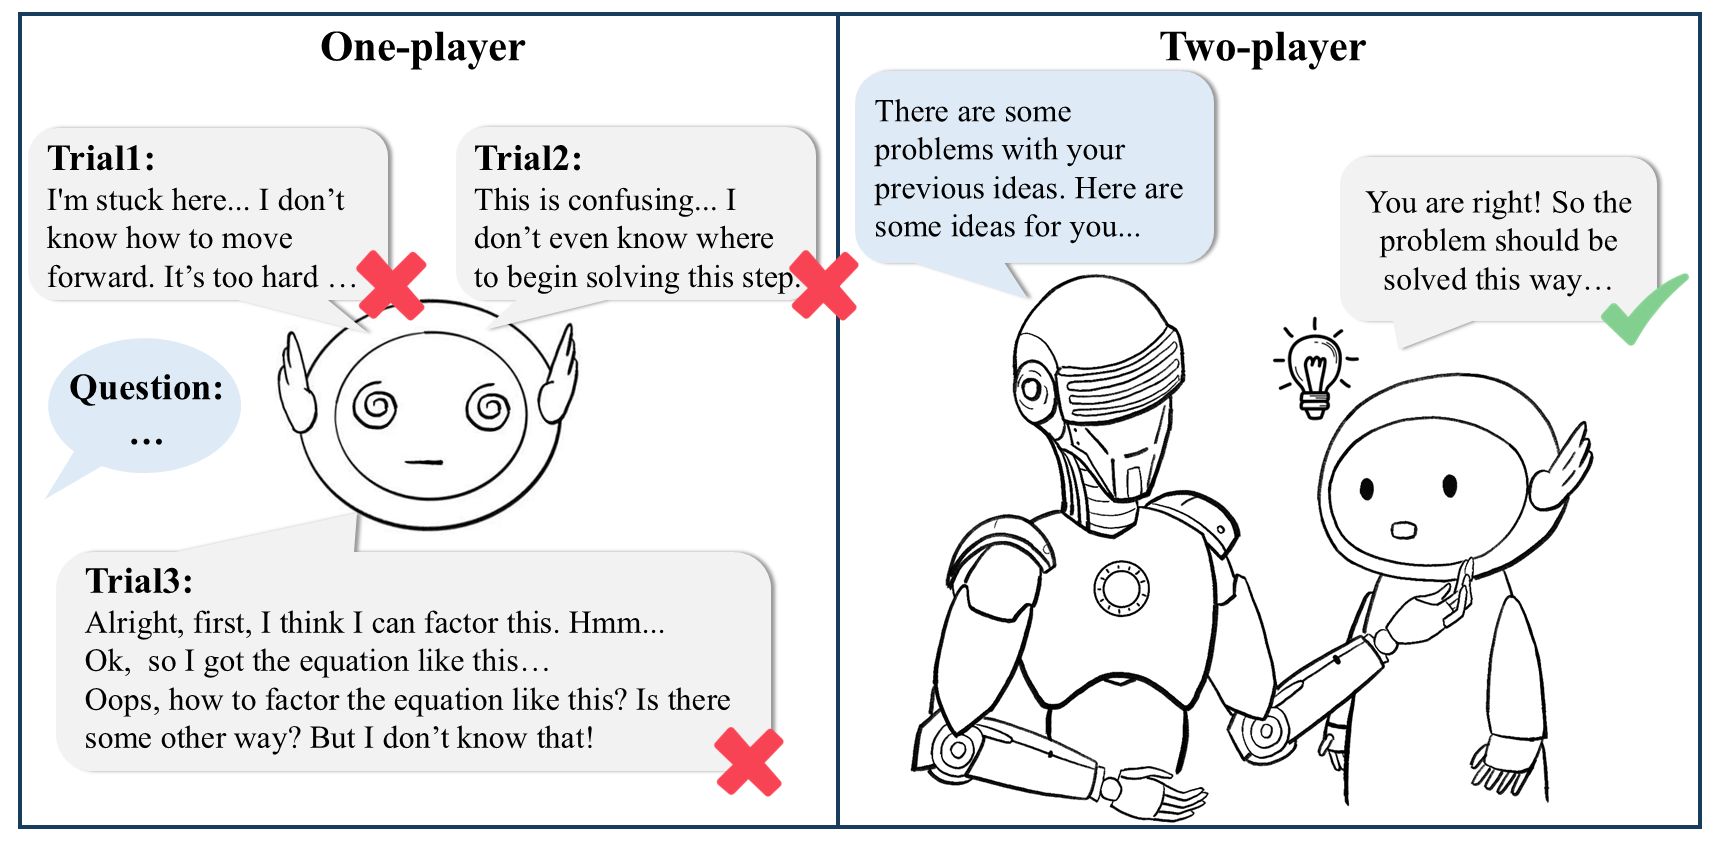 One-player
Trial1:
I'm stuck here... I don’t
know how to move
forward. It’s too hard …
Trial2:
This is confusing... I
don’t even know where
to begin solving this step.
Question:
…
Trial3:
Alright, first, I think I can factor this. Hmm...
Ok,  so I got the equation like this…
Oops, how to factor the equation like this? Is there
some other way? But I don’t know that!
Two-player
There are some
problems with your
previous ideas. Here are
some ideas for you...
You are right! So the
problem should be
solved this way…